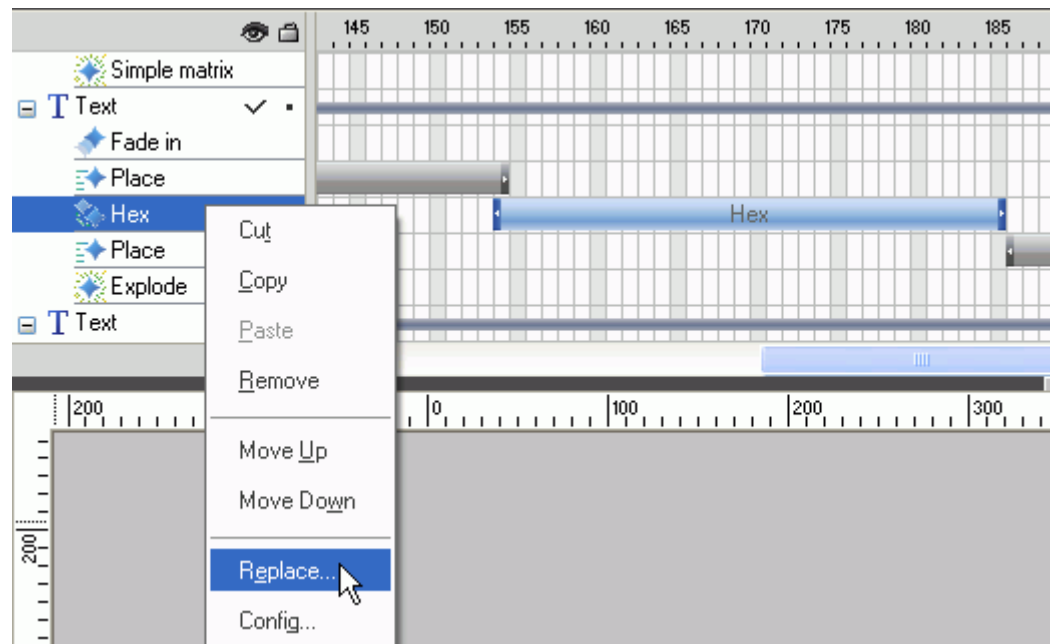 145 150 155 160 165 170 175 180 185
Simple matrix
T Text
Fade in
Place
Hex Hex
Place
Explode
T Text
Cut
Copy
Paste
Remove
200 0 100 200 300
Move Up
Move Down
200
Replace...
Config...